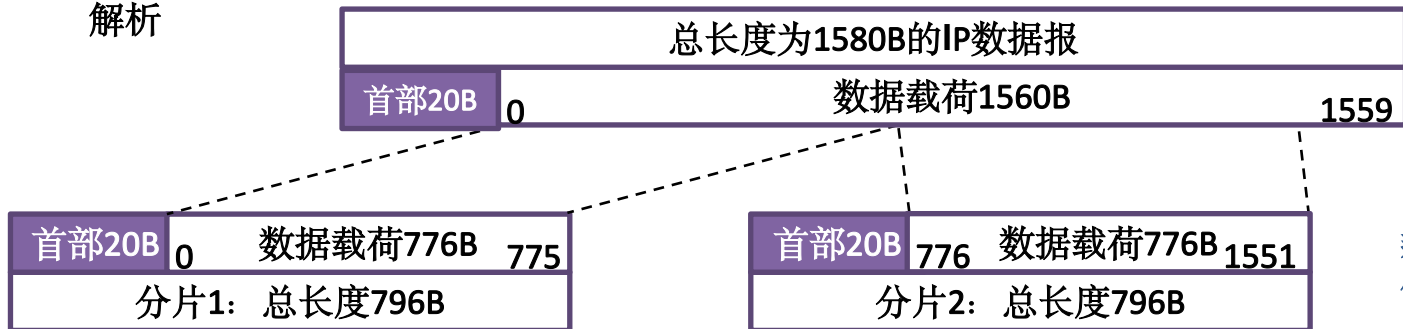 解析
总长度为1580B的IP数据报
首部20B 0 数据载荷1560B 1559
首部20B 0 数据载荷776B 775
首部20B 776 数据载荷776B 1551
分片1：总长度796B
分片2：总长度796B